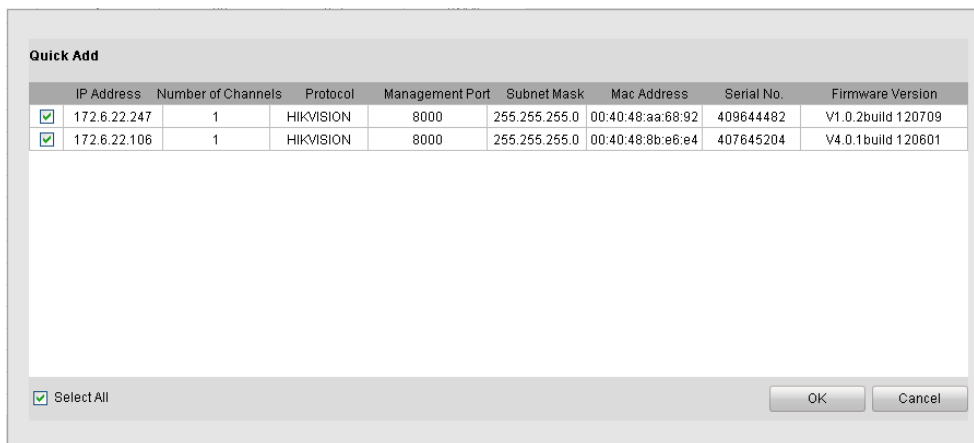 Quick Add
IP Address Number of Channels Protocol Management Port Subnet Mask Mac Address Serial No. Firmware Version
172.6.22.247 1 HIKVISION 8000 255.255.255.0 00:40:48:aa:68:92 409644482 V1.0.2build 120709
172.6.22.106 1 HIKVISION 8000 255.255.255.0 00:40:48:8b:e6:e4 407645204 V4.0.1build 120601
Select All OK Cancel